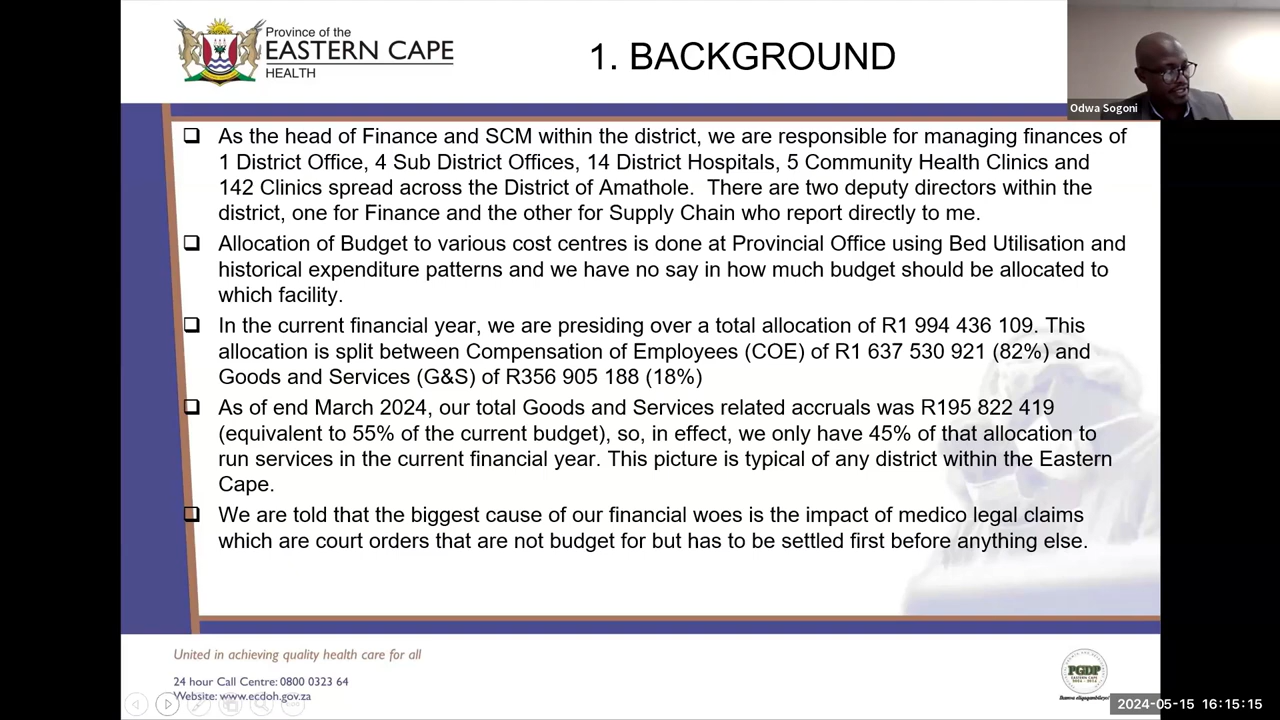 Province of the
EASTERN CAPE
HEALTH
1. BACKGROUND
Odwa Sogoni
❑ As the head of Finance and SCM within the district, we are responsible for managing finances of
1 District Office, 4 Sub District Offices, 14 District Hospitals, 5 Community Health Clinics and
142 Clinics spread across the District of Amathole. There are two deputy directors within the
district, one for Finance and the other for Supply Chain who report directly to me.
❑ Allocation of Budget to various cost centres is done at Provincial Office using Bed Utilisation and
historical expenditure patterns and we have no say in how much budget should be allocated to
which facility.
❑ In the current financial year, we are presiding over a total allocation of R1 994 436 109. This
allocation is split between Compensation of Employees (COE) of R1 637 530 921 (82%) and
Goods and Services (G&S) of R356 905 188 (18%)
❑ As of end March 2024, our total Goods and Services related accruals was R195 822 419
(equivalent to 55% of the current budget), so, in effect, we only have 45% of that allocation to
run services in the current financial year. This picture is typical of any district within the Eastern
Cape.
❑ We are told that the biggest cause of our financial woes is the impact of medico legal claims
which are court orders that are not budget for but has to be settled first before anything else.
United in achieving quality health care for all
24 hour Call Centre: 0800 0323 64
Website: www.ecdoh.gov.za
PGDP
2024-05-15 16:15:15